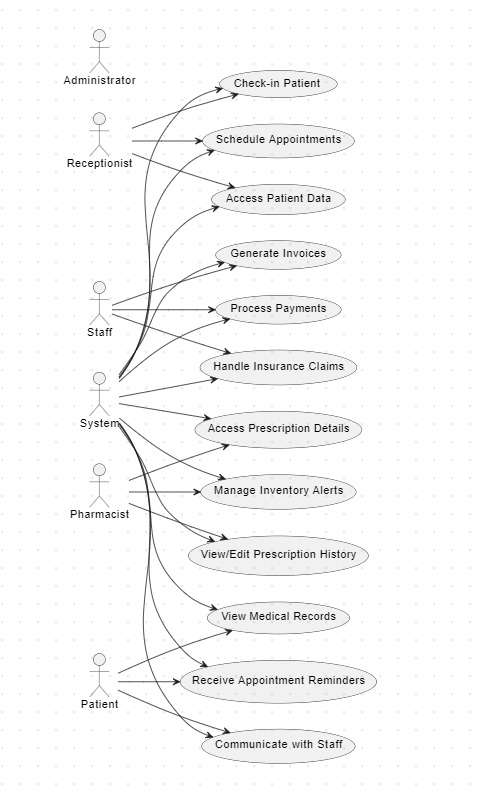 Administrator
Check-in Patient
Receptionist
Schedule Appointments
Access Patient Data
Generate Invoices
Staff
Process Payments
Handle Insurance Claims
System
Access Prescription Details
Pharmacist
Manage Inventory Alerts
View/Edit Prescription History
View Medical Records
Patient
Receive Appointment Reminders
Communicate with Staff